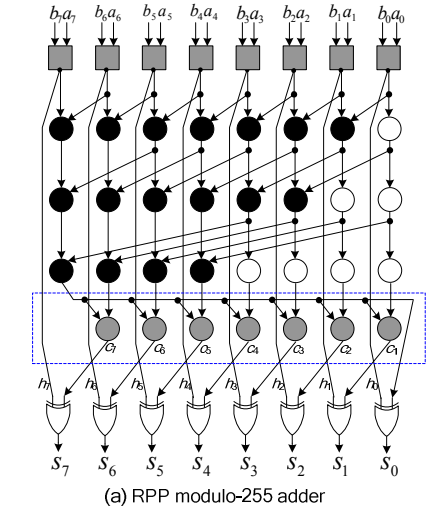 b7a7 b6a6 b5a5 b4a4 b3a3 b2a2 b1a1 b0a0
c7 c6 c5 c4 c3 c2 c1
h7 h6 h5 h4 h3 h2 h1 h0
S7 S6 S5 S4 S3 S2 S1 S0
(a) RPP modulo-255 adder